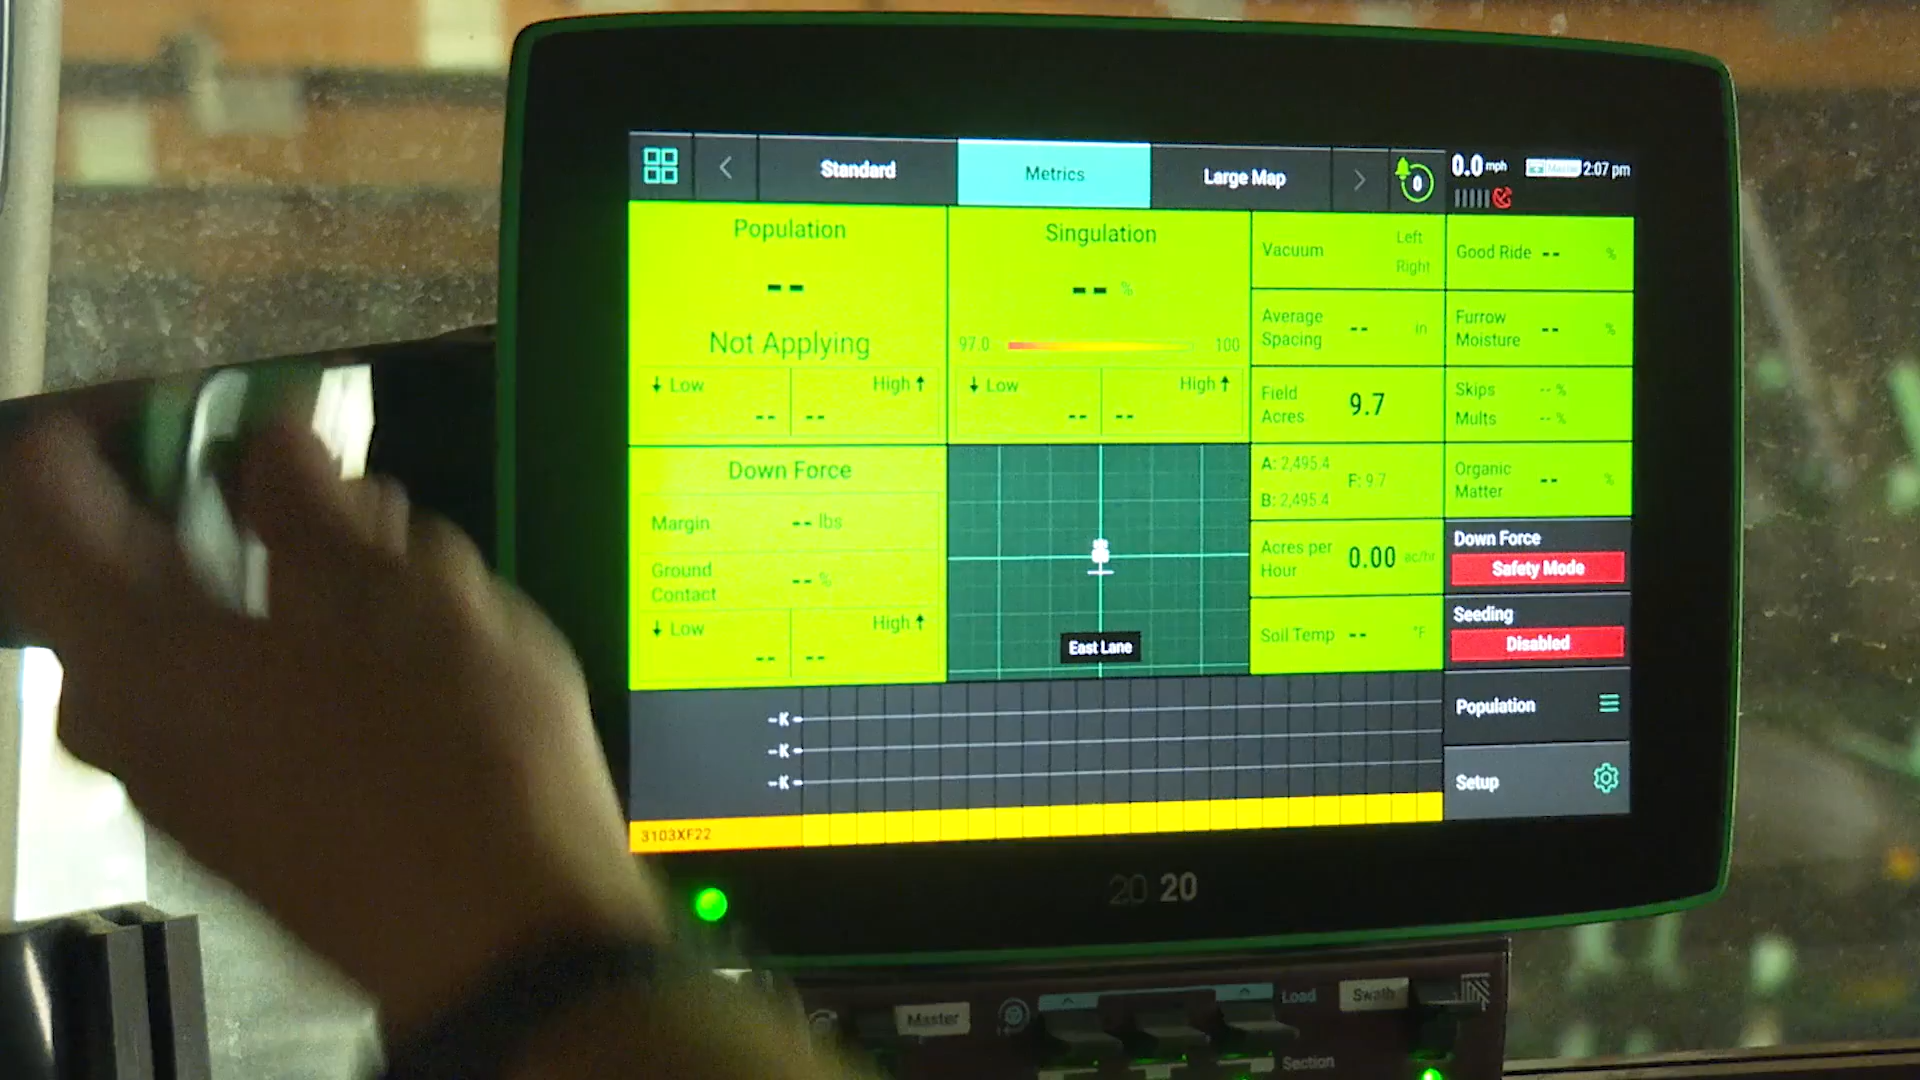 Standard
Metrics
Large Map
0
0.0 mph
2:07 pm
Population
--
Not Applying
↓ Low
High ↑
--
--
Singulation
-- %
97.0
100
↓ Low
High ↑
--
--
Vacuum
Left
Right
Average
Spacing
-- in
Field
Acres
9.7
A: 2,495.4
B: 2,495.4
F: 9.7
Acres per
Hour
0.00 ac/hr
Soil Temp -- °F
Good Ride -- %
Furrow
Moisture
-- %
Skips -- %
Mults -- %
Organic
Matter
-- %
Down Force
Safety Mode
Seeding
Disabled
Population
Setup
Down Force
Margin -- lbs
Ground
Contact
-- %
↓ Low
High ↑
--
--
East Lane
-K-
-K-
-K-
3103XF22
20 20
Master
Load
Swath
Section